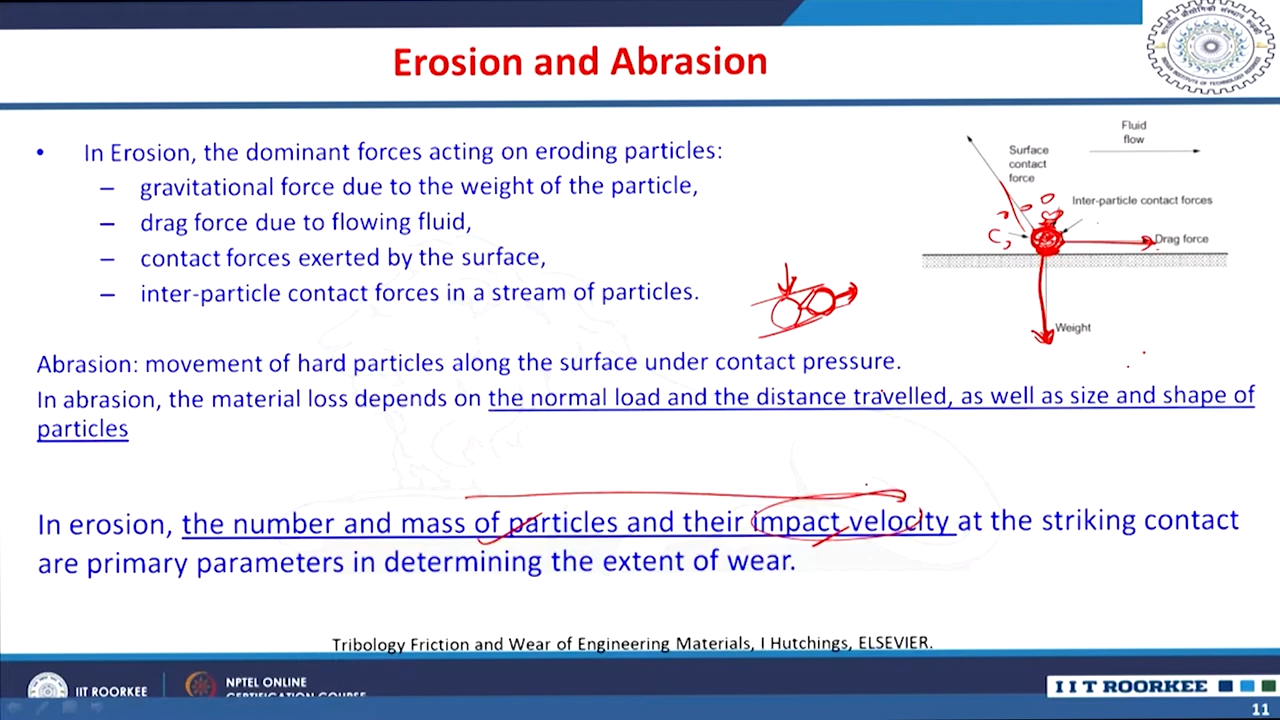 Erosion and Abrasion
• In Erosion, the dominant forces acting on eroding particles:
– gravitational force due to the weight of the particle,
– drag force due to flowing fluid,
– contact forces exerted by the surface,
– inter-particle contact forces in a stream of particles.
Fluid
flow
Surface
contact
force
Inter-particle contact forces
Drag force
Weight
Abrasion: movement of hard particles along the surface under contact pressure.
In abrasion, the material loss depends on the normal load and the distance travelled, as well as size and shape of
particles
In erosion, the number and mass of particles and their impact velocity at the striking contact
are primary parameters in determining the extent of wear.
Tribology Friction and Wear of Engineering Materials, I Hutchings, ELSEVIER.
IIT ROORKEE
NPTEL ONLINE
CERTIFICATION COURSE
IIT ROORKEE
11